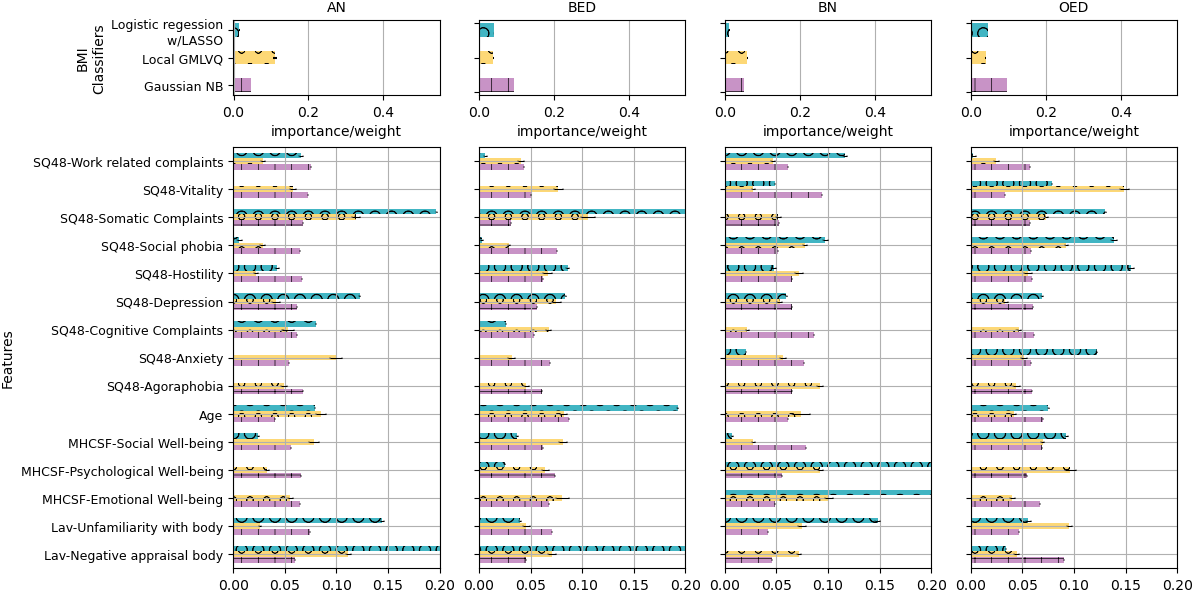 AN BED BN OED
BMI
Classifiers
Logistic regession
w/LASSO
Local GMLVQ
Gaussian NB
0.0 0.2 0.4 0.0 0.2 0.4 0.0 0.2 0.4 0.0 0.2 0.4
importance/weight importance/weight importance/weight importance/weight
Features
SQ48-Work related complaints
SQ48-Vitality
SQ48-Somatic Complaints
SQ48-Social phobia
SQ48-Hostility
SQ48-Depression
SQ48-Cognitive Complaints
SQ48-Anxiety
SQ48-Agoraphobia
Age
MHCSF-Social Well-being
MHCSF-Psychological Well-being
MHCSF-Emotional Well-being
Lav-Unfamiliarity with body
Lav-Negative appraisal body
0.00 0.05 0.10 0.15 0.20 0.00 0.05 0.10 0.15 0.20 0.00 0.05 0.10 0.15 0.20 0.00 0.05 0.10 0.15 0.20